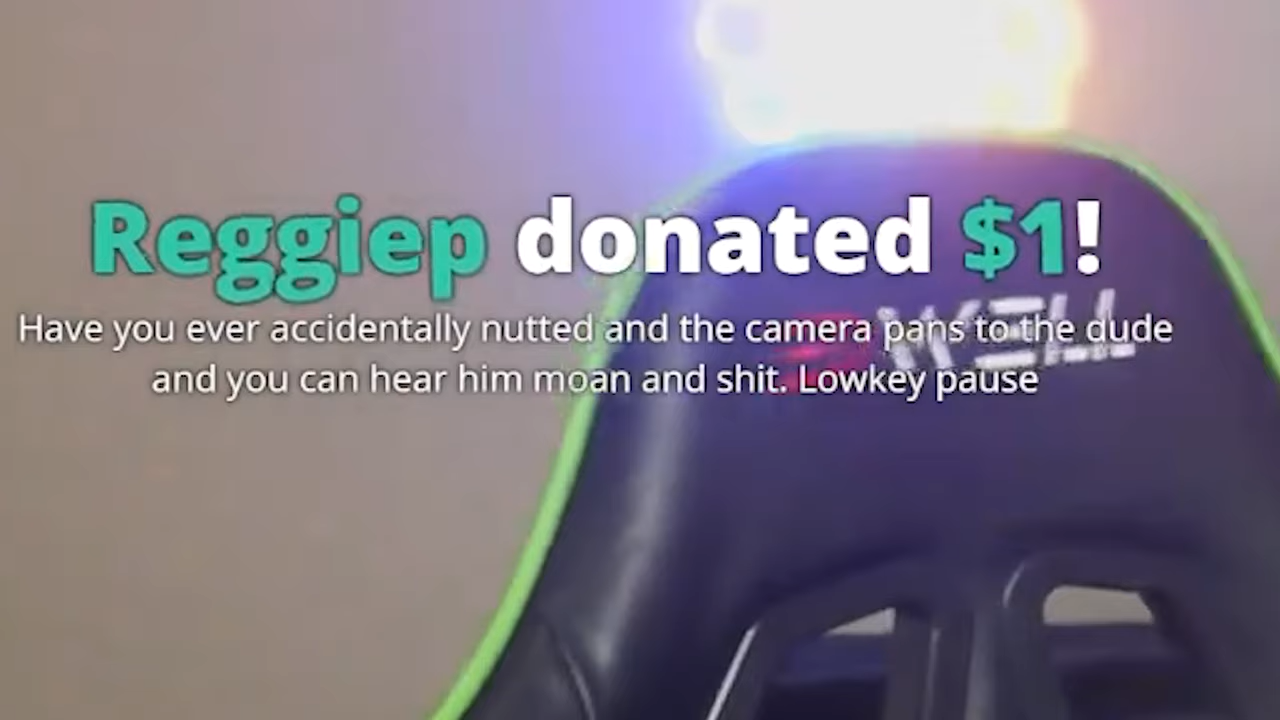 Reggiep donated $1!
Have you ever accidentally nutted and the camera pans to the dude
and you can hear him moan and shit. Lowkey pause